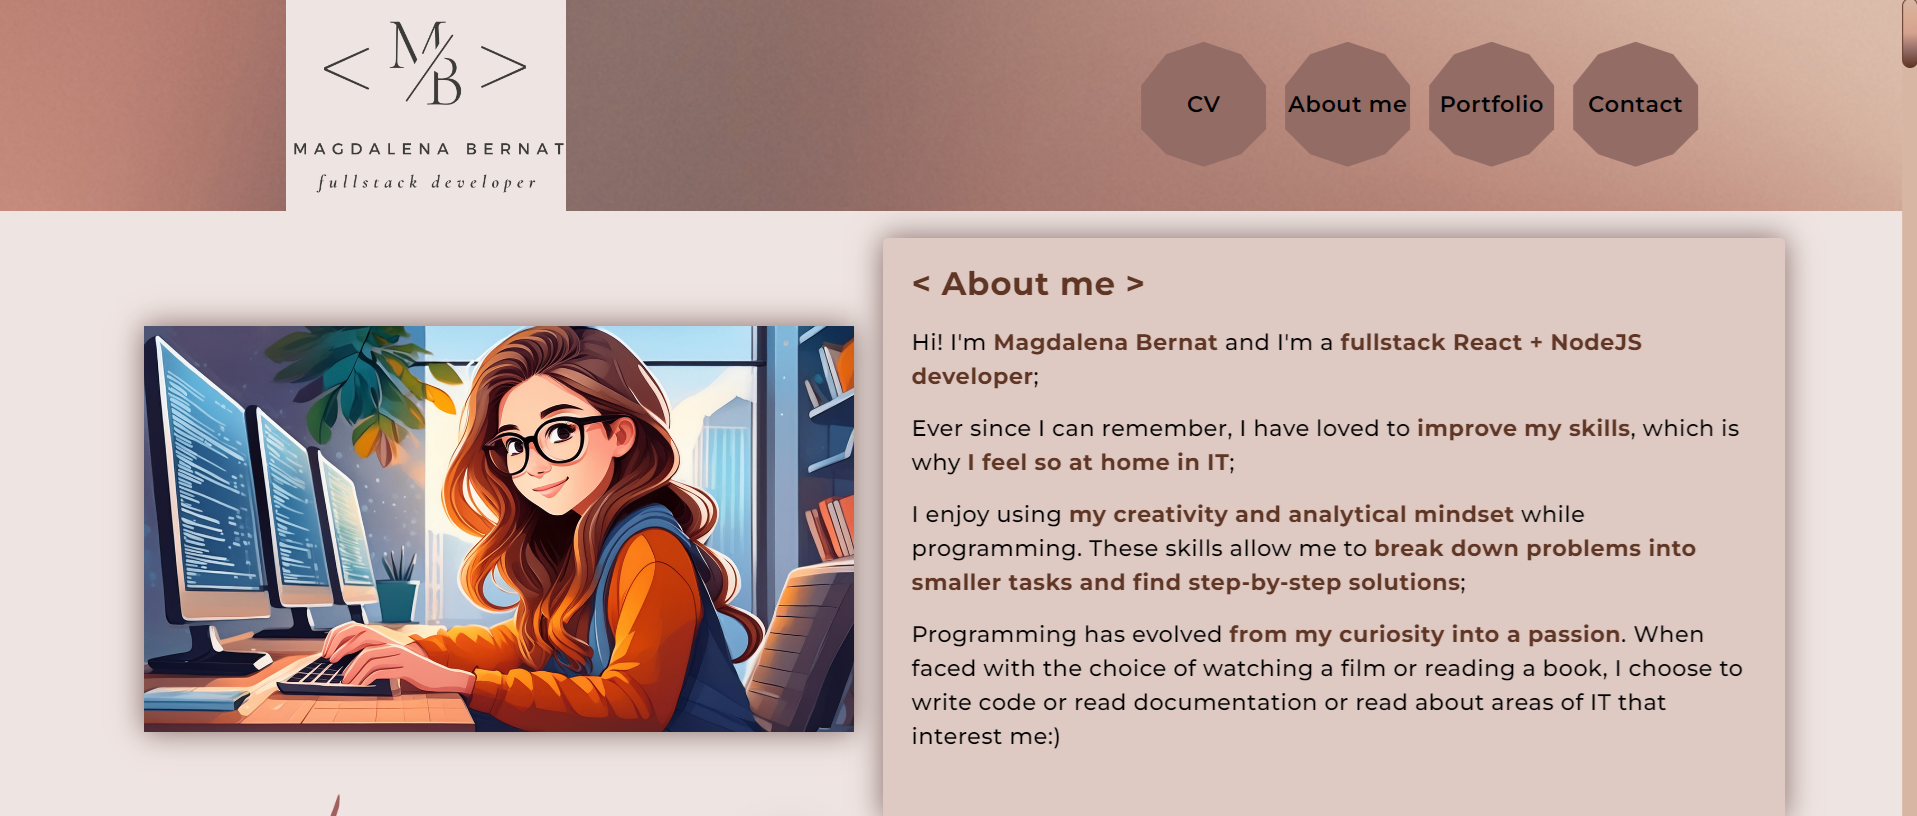 < M/B >
MAGDALENA BERNAT
fullstack developer
CV
About me
Portfolio
Contact
< About me >
Hi! I'm Magdalena Bernat and I'm a fullstack React + NodeJS
developer;
Ever since I can remember, I have loved to improve my skills, which is
why I feel so at home in IT;
I enjoy using my creativity and analytical mindset while
programming. These skills allow me to break down problems into
smaller tasks and find step-by-step solutions;
Programming has evolved from my curiosity into a passion. When
faced with the choice of watching a film or reading a book, I choose to
write code or read documentation or read about areas of IT that
interest me:)